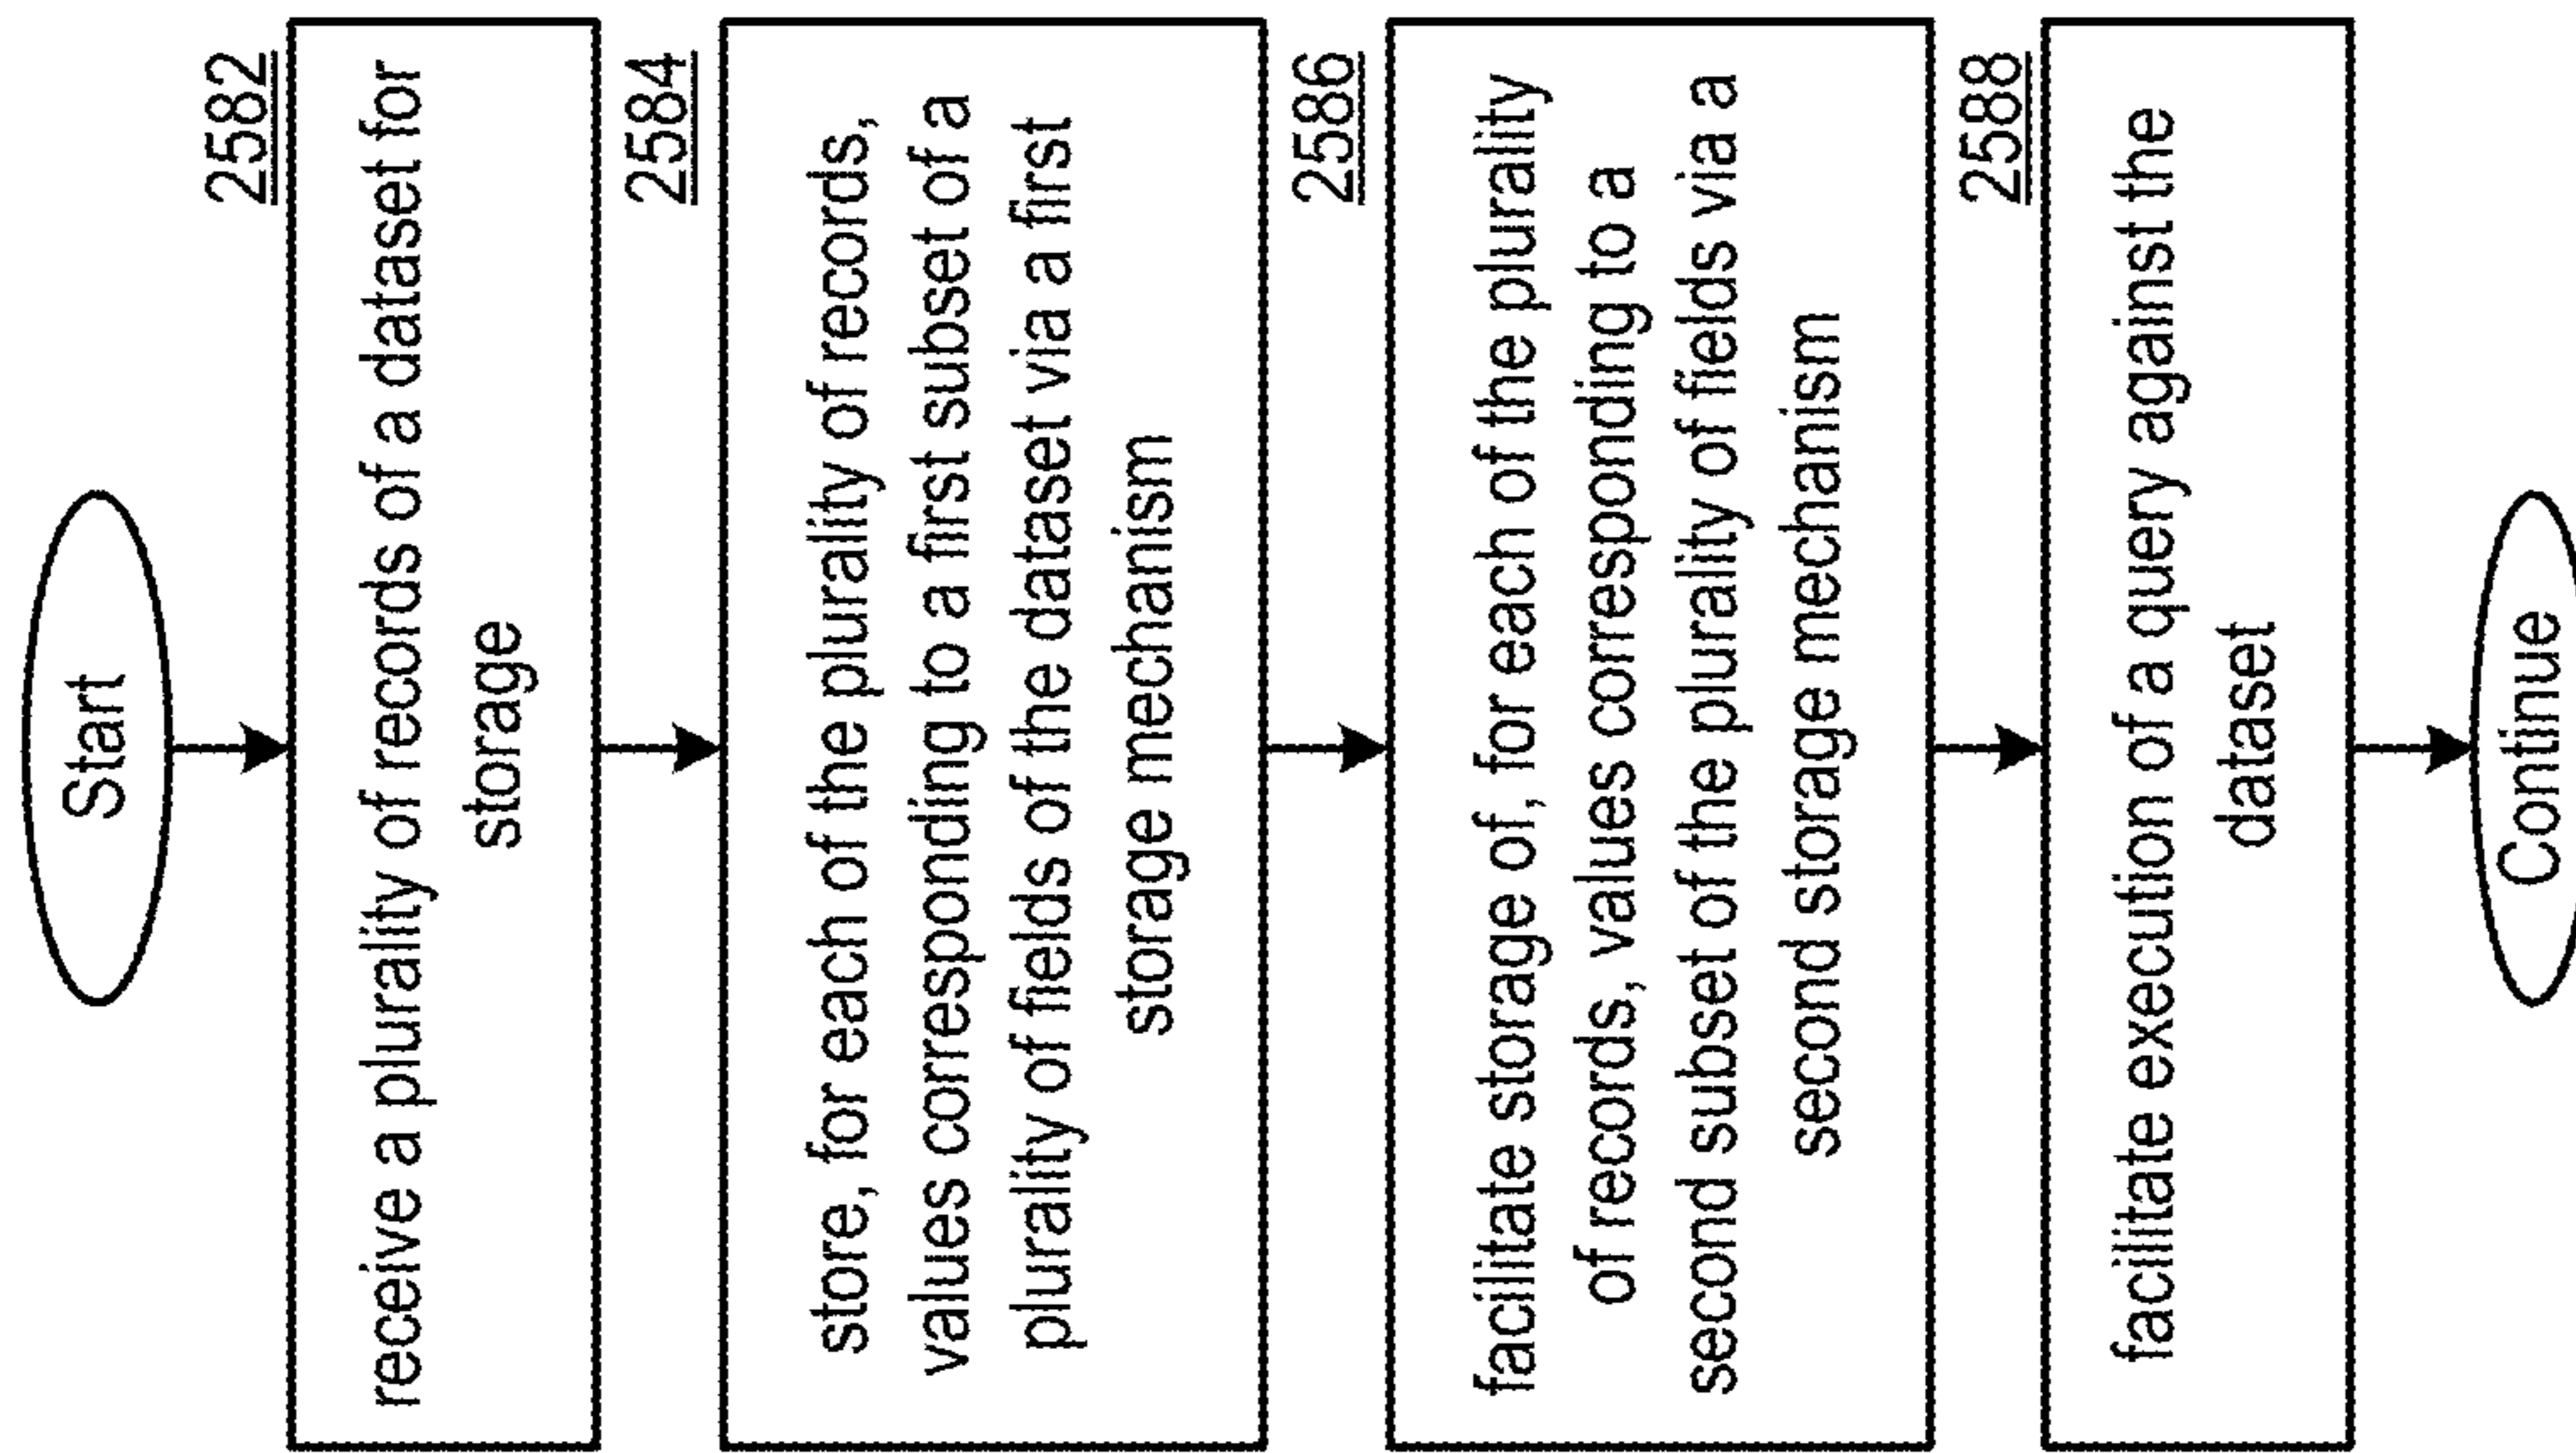 Start
2582
receive a plurality of records of a dataset for
storage
2584
store, for each of the plurality of records,
values corresponding to a first subset of a
plurality of fields of the dataset via a first
storage mechanism
2586
facilitate storage of, for each of the plurality
of records, values corresponding to a
second subset of the plurality of fields via a
second storage mechanism
2588
facilitate execution of a query against the
dataset
Continue